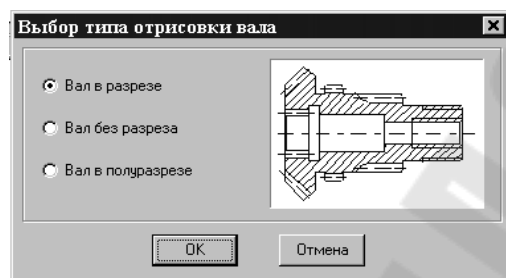 Выбор типа отрисовки вала
Вал в разрезе
Вал без разреза
Вал в полуразрезе
OK
Отмена